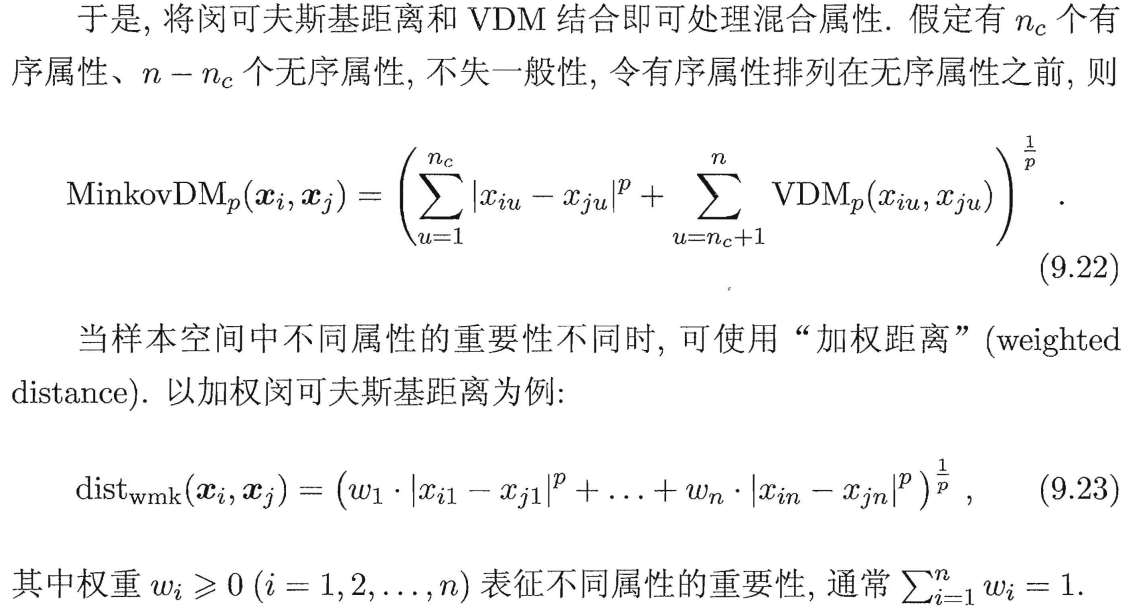 于是, 将闵可夫斯基距离和 VDM 结合即可处理混合属性. 假定有 $n_c$ 个有
序属性、$n - n_c$ 个无序属性, 不失一般性, 令有序属性排列在无序属性之前, 则
$\mathrm{MinkovDM}_p(\boldsymbol{x}_i, \boldsymbol{x}_j) = \left( \sum_{u=1}^{n_c} |x_{iu} - x_{ju}|^p + \sum_{u=n_c+1}^{n} \mathrm{VDM}_p(x_{iu}, x_{ju}) \right)^{\frac{1}{p}}.$
(9.22)
当样本空间中不同属性的重要性不同时, 可使用“加权距离”(weighted
distance). 以加权闵可夫斯基距离为例:
$\mathrm{dist}_{\mathrm{wmk}}(\boldsymbol{x}_i, \boldsymbol{x}_j) = \left( w_1 \cdot |x_{i1} - x_{j1}|^p + \ldots + w_n \cdot |x_{in} - x_{jn}|^p \right)^{\frac{1}{p}},$ (9.23)
其中权重 $w_i \geqslant 0\ (i = 1, 2, \ldots, n)$ 表征不同属性的重要性, 通常 $\sum_{i=1}^{n} w_i = 1$.